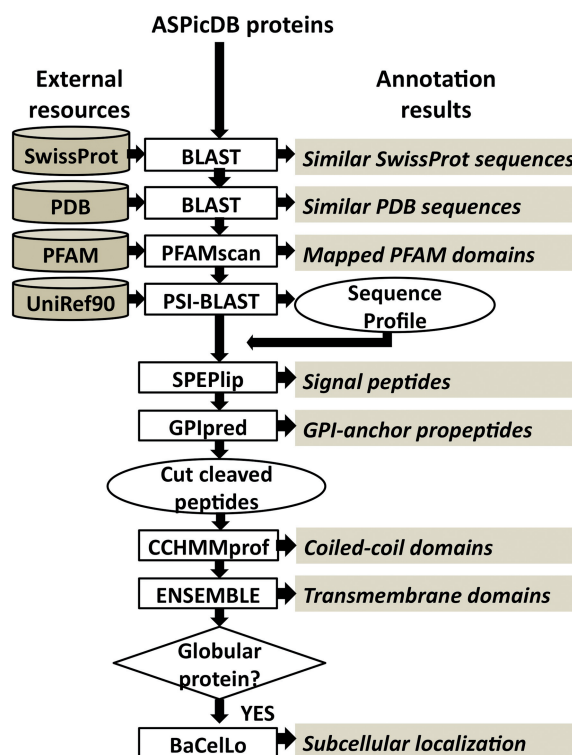 ASPicDB proteins
External
resources
Annotation
results
SwissProt
BLAST
Similar SwissProt sequences
PDB
BLAST
Similar PDB sequences
PFAM
PFAMscan
Mapped PFAM domains
UniRef90
PSI-BLAST
Sequence
Profile
SPEPlip
Signal peptides
GPIpred
GPI-anchor propeptides
Cut cleaved
peptides
CCHMMprof
Coiled-coil domains
ENSEMBLE
Transmembrane domains
Globular
protein?
YES
BaCelLo
Subcellular localization